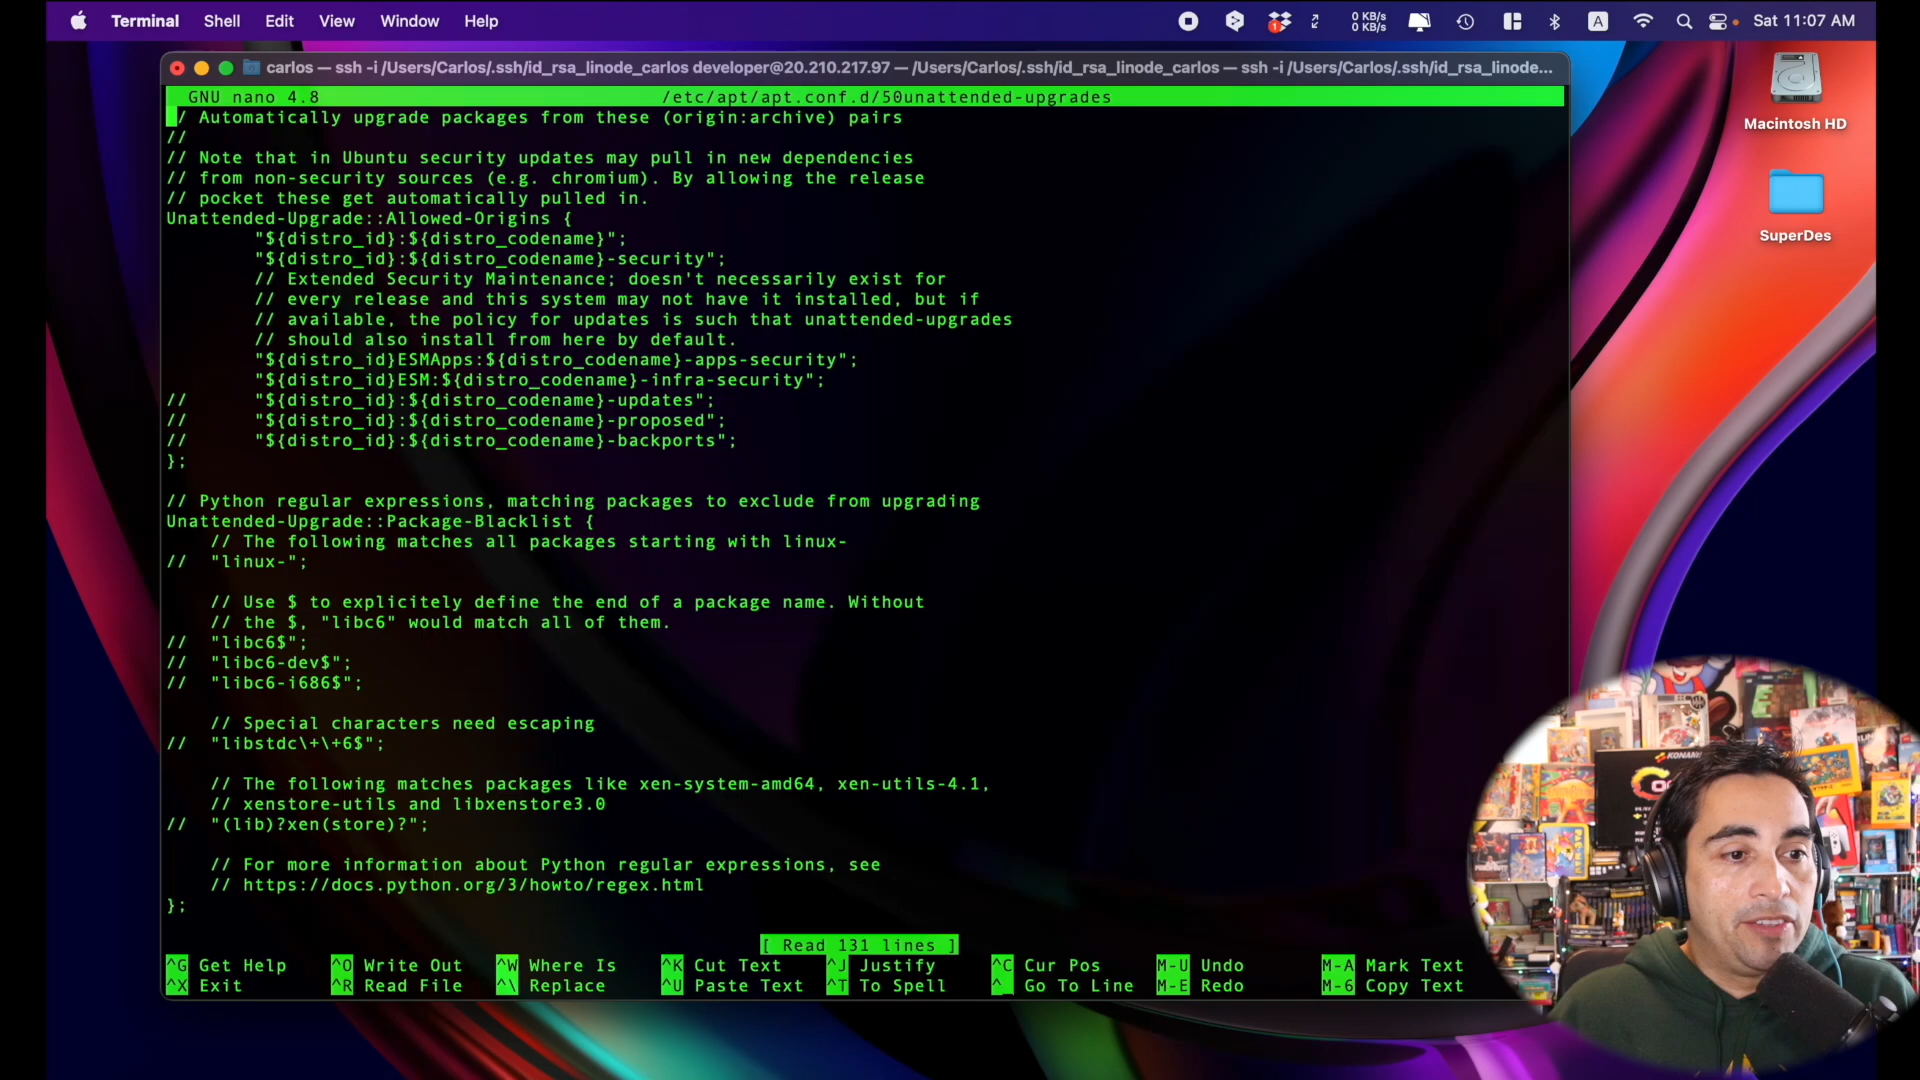 Terminal Shell Edit View Window Help 0 KB/s 0 KB/s A Sat 11:07 AM
carlos — ssh -i /Users/Carlos/.ssh/id_rsa_linode_carlos developer@20.210.217.97 — /Users/Carlos/.ssh/id_rsa_linode_carlos — ssh -i /Users/Carlos/.ssh/id_rsa_linode...
GNU nano 4.8 /etc/apt/apt.conf.d/50unattended-upgrades
/ Automatically upgrade packages from these (origin:archive) pairs
//
// Note that in Ubuntu security updates may pull in new dependencies
// from non-security sources (e.g. chromium). By allowing the release
// pocket these get automatically pulled in.
Unattended-Upgrade::Allowed-Origins {
"${distro_id}:${distro_codename}";
"${distro_id}:${distro_codename}-security";
// Extended Security Maintenance; doesn't necessarily exist for
// every release and this system may not have it installed, but if
// available, the policy for updates is such that unattended-upgrades
// should also install from here by default.
"${distro_id}ESMApps:${distro_codename}-apps-security";
"${distro_id}ESM:${distro_codename}-infra-security";
// "${distro_id}:${distro_codename}-updates";
// "${distro_id}:${distro_codename}-proposed";
// "${distro_id}:${distro_codename}-backports";
};
// Python regular expressions, matching packages to exclude from upgrading
Unattended-Upgrade::Package-Blacklist {
// The following matches all packages starting with linux-
// "linux-";
// Use $ to explicitely define the end of a package name. Without
// the $, "libc6" would match all of them.
// "libc6$";
// "libc6-dev$";
// "libc6-i686$";
// Special characters need escaping
// "libstdc\+\+6$";
// The following matches packages like xen-system-amd64, xen-utils-4.1,
// xenstore-utils and libxenstore3.0
// "(lib)?xen(store)?";
// For more information about Python regular expressions, see
// https://docs.python.org/3/howto/regex.html
};
[ Read 131 lines ]
^G Get Help ^O Write Out ^W Where Is ^K Cut Text ^J Justify ^C Cur Pos M-U Undo M-A Mark Text
^X Exit ^R Read File ^\ Replace ^U Paste Text ^T To Spell ^_ Go To Line M-E Redo M-6 Copy Text
Macintosh HD
SuperDes
KONAMI